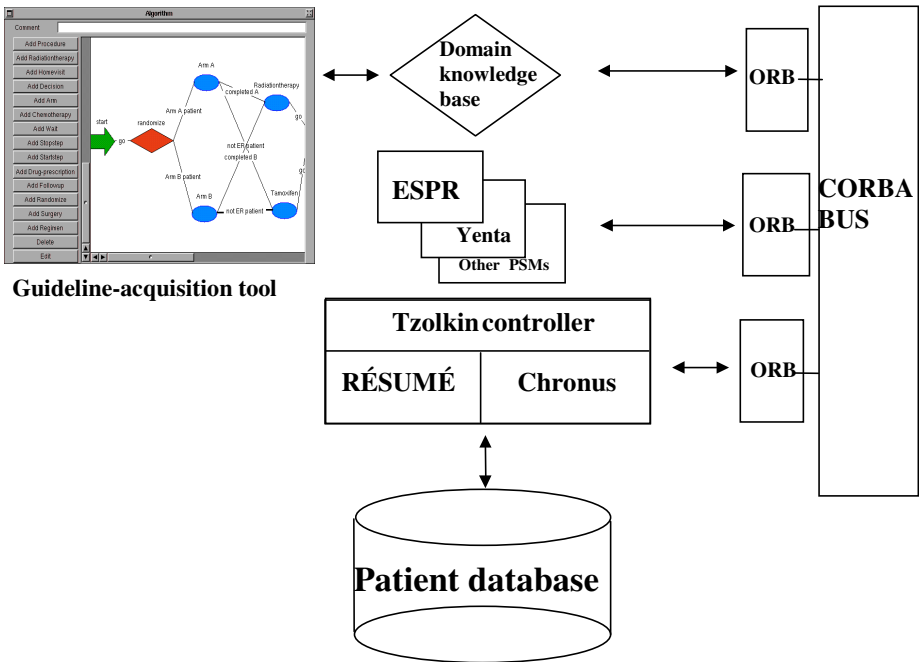 Algorithm
Comment
Add Procedure
Add Radiationtherapy
Add Homevisit
Add Decision
Add Arm
Add Chemotherapy
Add Wait
Add Stopstep
Add Startstep
Add Drug-prescription
Add Followup
Add Randomize
Add Surgery
Add Regimen
Delete
Edit
start
go
randomize
Arm A patient
Arm B patient
Arm A
completed A
Radiationtherapy
go
not ER patient
completed B
go
Arm B
not ER patient
Tamoxifen
Guideline-acquisition tool
Domain
knowledge
base
ORB
ESPR
Yenta
Other PSMs
ORB
CORBA
BUS
Tzolkin controller
RÉSUMÉ
Chronus
ORB
Patient database